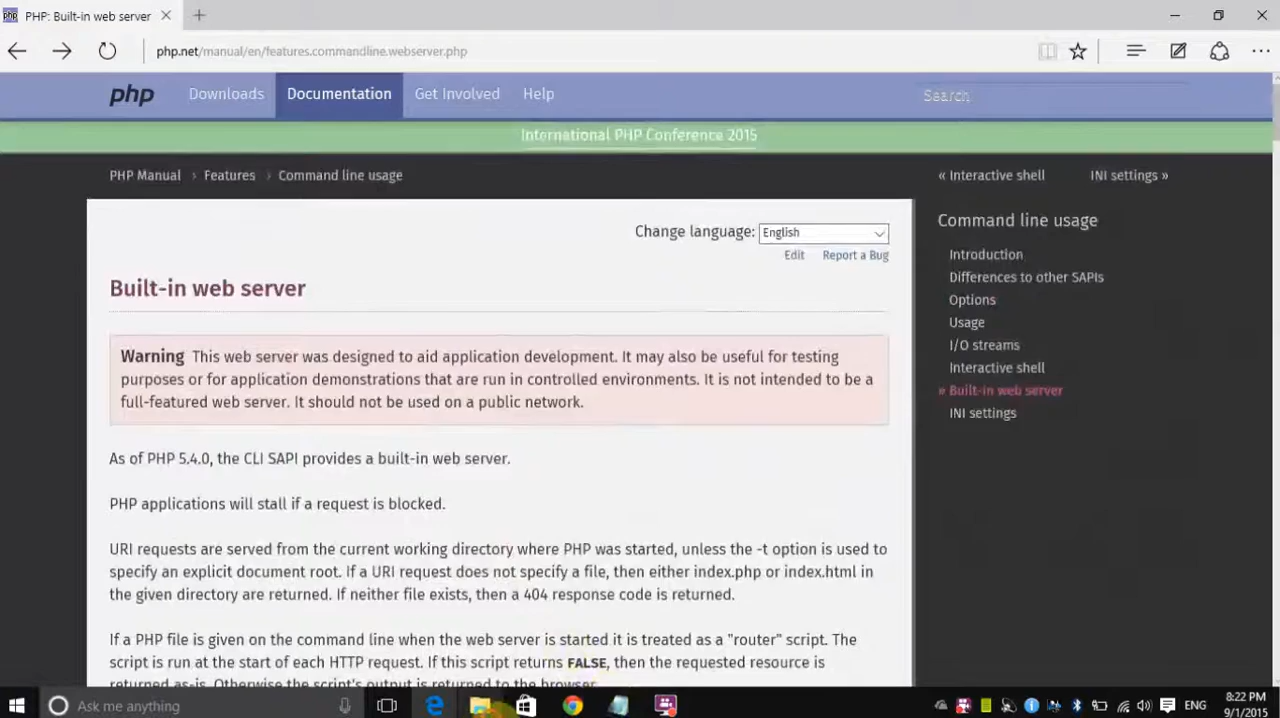 PHP: Built-in web server
php.net/manual/en/features.commandline.webserver.php
php
Downloads
Documentation
Get Involved
Help
Search
International PHP Conference 2015
PHP Manual › Features › Command line usage
« Interactive shell
INI settings »
Change language: English
Edit
Report a Bug
Built-in web server
Warning This web server was designed to aid application development. It may also be useful for testing
purposes or for application demonstrations that are run in controlled environments. It is not intended to be a
full-featured web server. It should not be used on a public network.
As of PHP 5.4.0, the CLI SAPI provides a built-in web server.
PHP applications will stall if a request is blocked.
URI requests are served from the current working directory where PHP was started, unless the -t option is used to
specify an explicit document root. If a URI request does not specify a file, then either index.php or index.html in
the given directory are returned. If neither file exists, then a 404 response code is returned.
If a PHP file is given on the command line when the web server is started it is treated as a "router" script. The
script is run at the start of each HTTP request. If this script returns FALSE, then the requested resource is
returned as-is. Otherwise the script's output is returned to the browser.
Command line usage
Introduction
Differences to other SAPIs
Options
Usage
I/O streams
Interactive shell
» Built-in web server
INI settings
Ask me anything
ENG
8:22 PM
9/1/2015